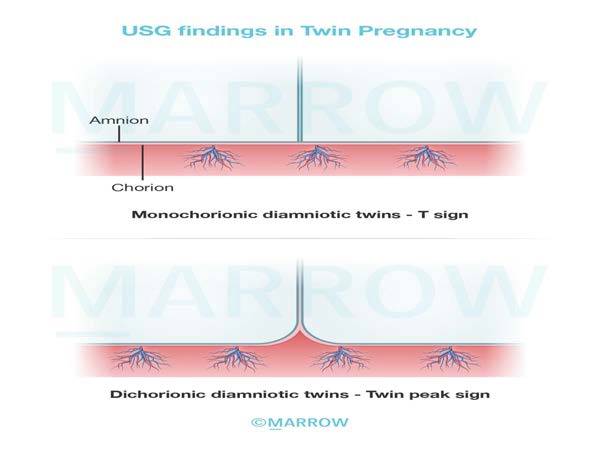 USG findings in Twin Pregnancy
MARROW
Amnion
Chorion
Monochorionic diamniotic twins - T sign
MARROW
Dichorionic diamniotic twins - Twin peak sign
©MARROW